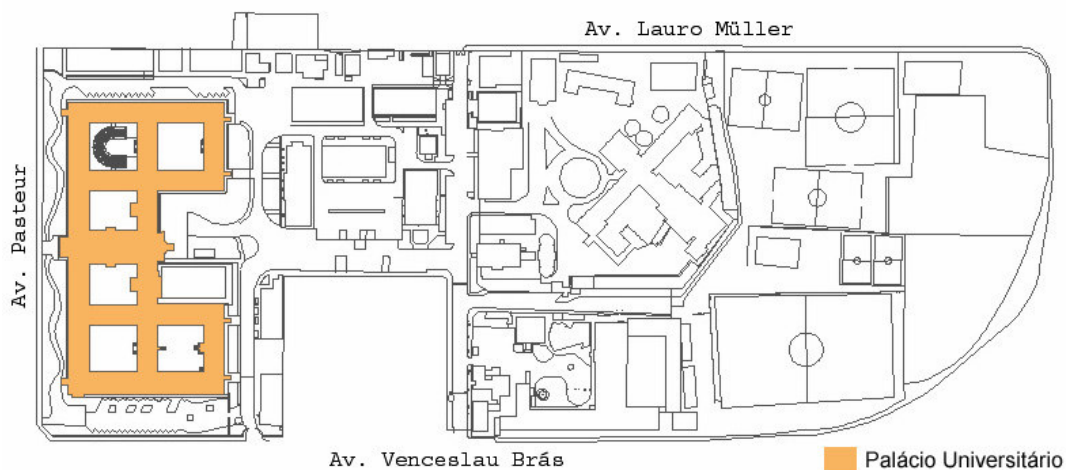 Av. Lauro Müller
Av. Pasteur
Av. Venceslau Brás
Palácio Universitário